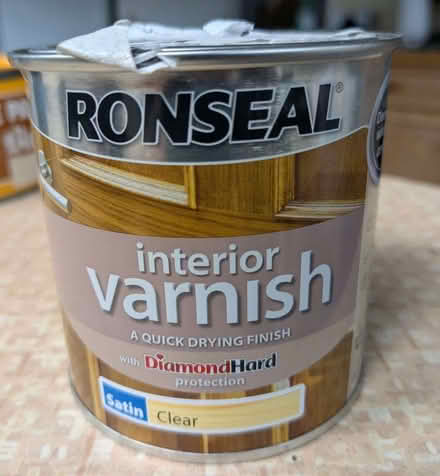 RONSEAL®
interior
varnish
A QUICK DRYING FINISH
with DiamondHard
protection
Satin Clear